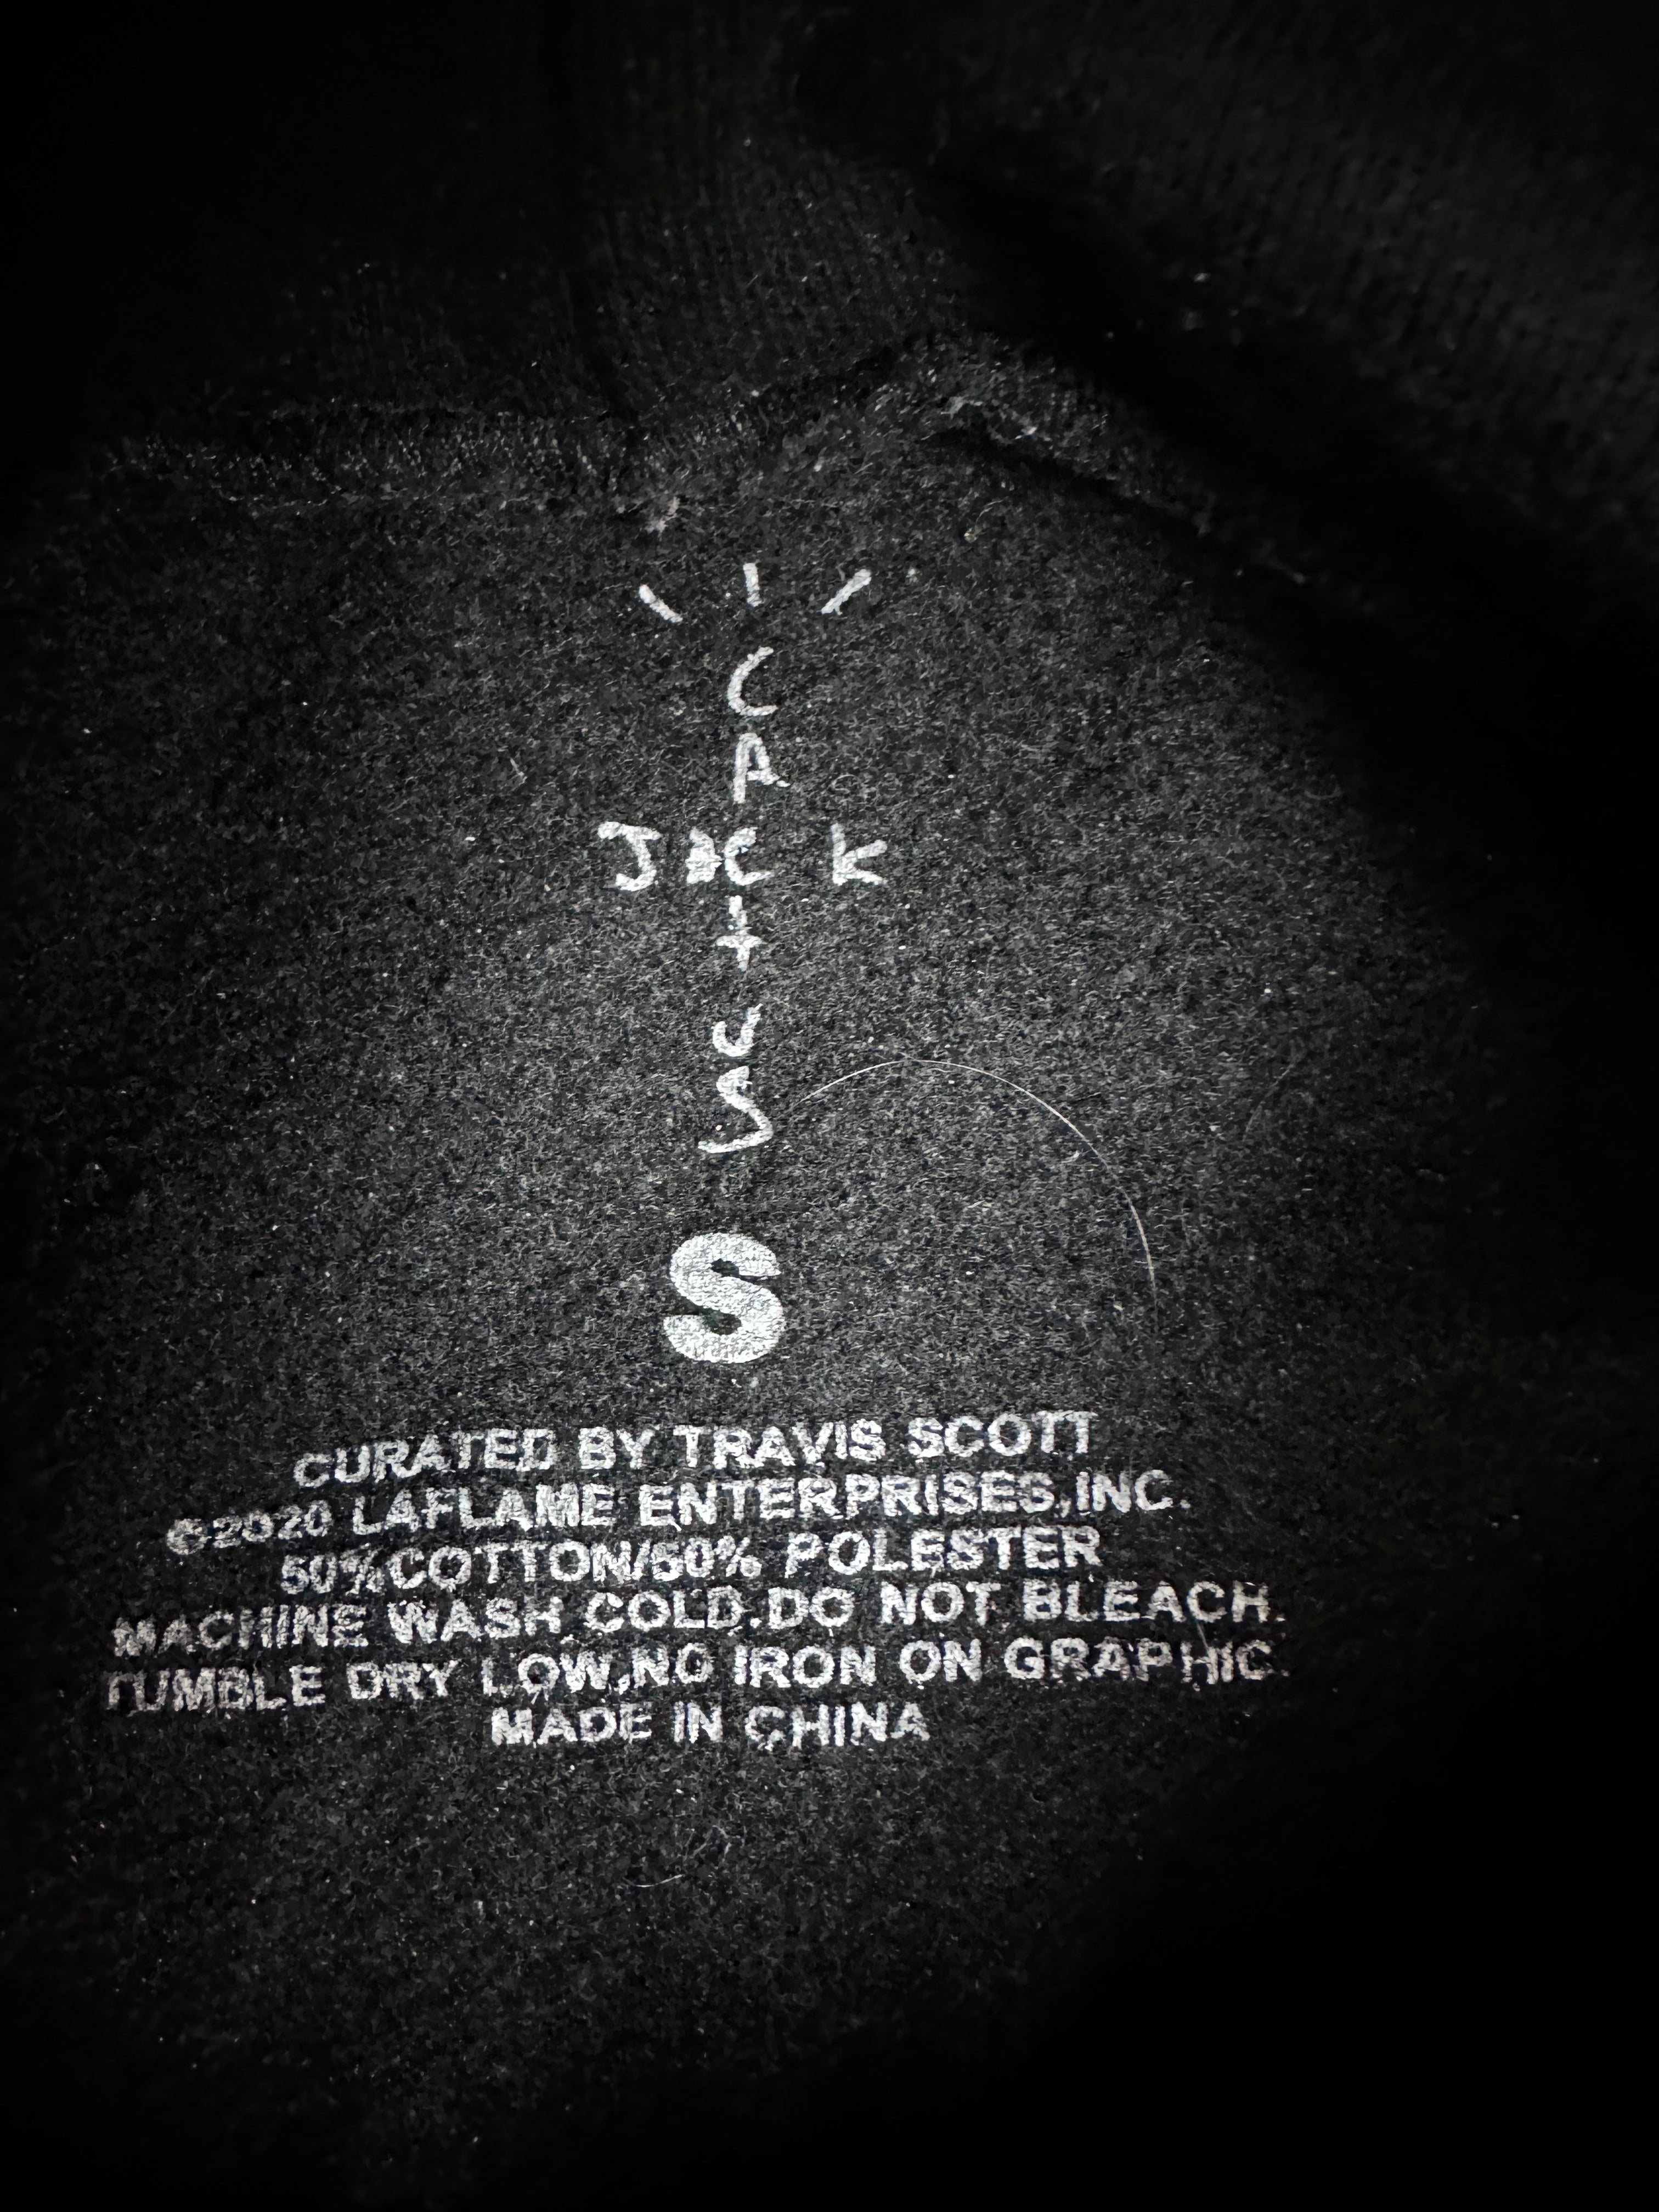 C
A
JACK
T
U
S
S
CURATED BY TRAVIS SCOTT
©2020 LAFLAME ENTERPRISES,INC.
50%COTTON/50% POLESTER
MACHINE WASH COLD.DO NOT BLEACH.
TUMBLE DRY LOW,NO IRON ON GRAPHIC.
MADE IN CHINA